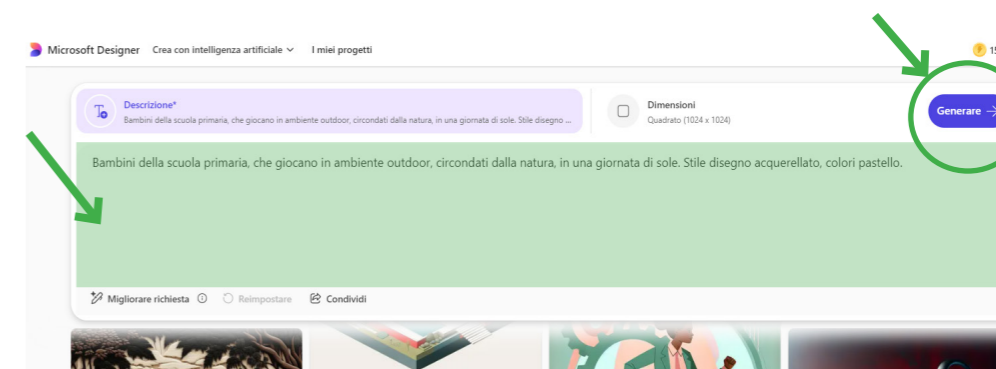 Microsoft Designer Crea con intelligenza artificiale I miei progetti 15
Descrizione*
Bambini della scuola primaria, che giocano in ambiente outdoor, circondati dalla natura, in una giornata di sole. Stile disegno ...
Dimensioni
Quadrato (1024 x 1024)
Generare
Bambini della scuola primaria, che giocano in ambiente outdoor, circondati dalla natura, in una giornata di sole. Stile disegno acquerellato, colori pastello.
Migliorare richiesta Reimpostare Condividi